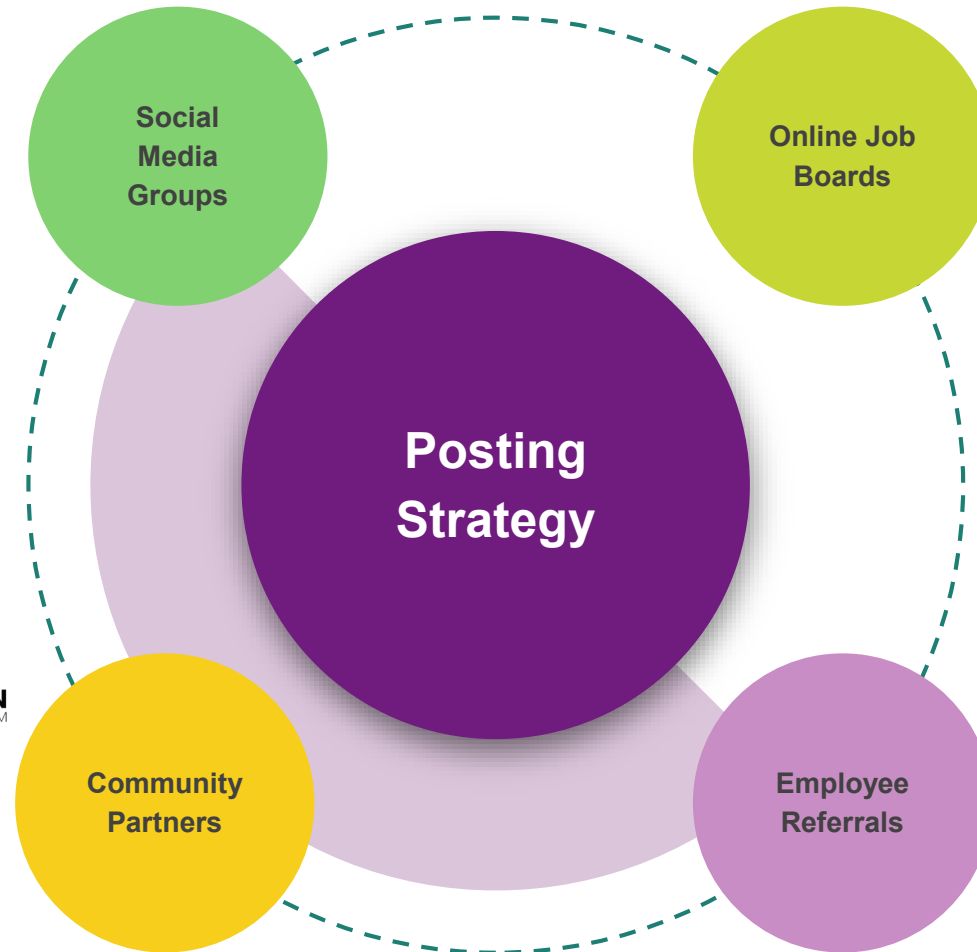 Social
Media
Groups
Online Job
Boards
Posting
Strategy
Community
Partners
Employee
Referrals